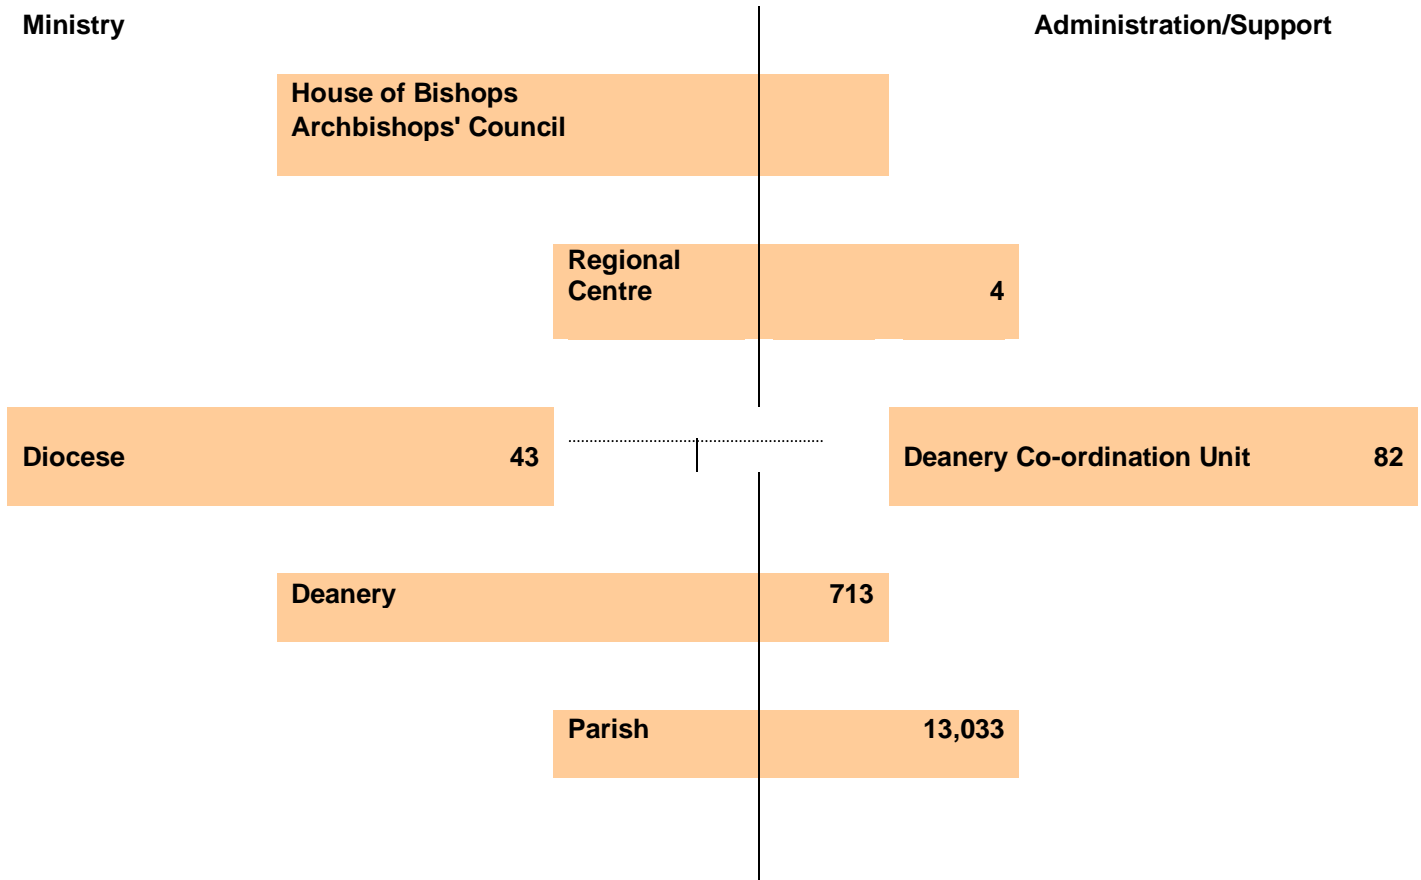 Ministry Administration/Support
House of Bishops
Archbishops' Council
Regional
Centre 4
Diocese 43 Deanery Co-ordination Unit 82
Deanery 713
Parish 13,033